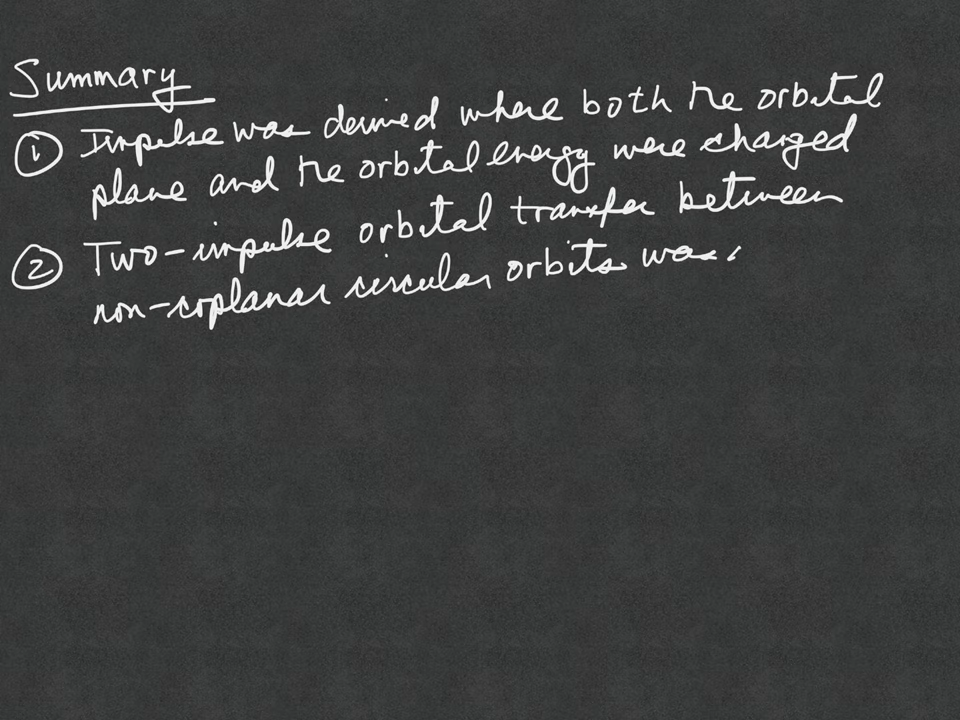 Summary
① Impulse was derived where both the orbital
plane and the orbital energy were changed
② Two-impulse orbital transfer between
non-coplanar circular orbits was